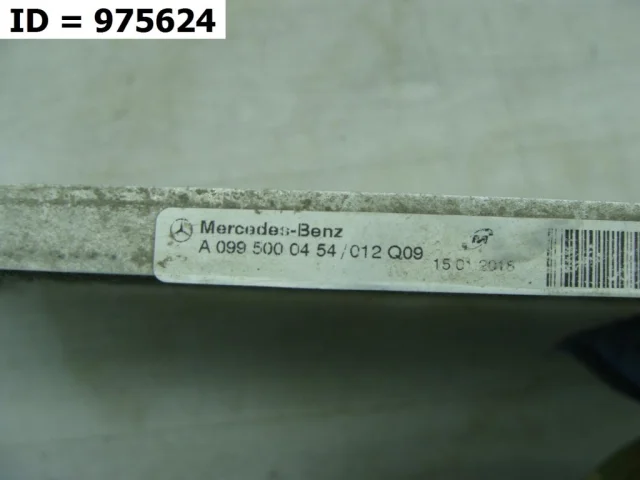 ID = 975624
Mercedes-Benz
A 099 500 04 54 / 012 Q09
15.01.2018